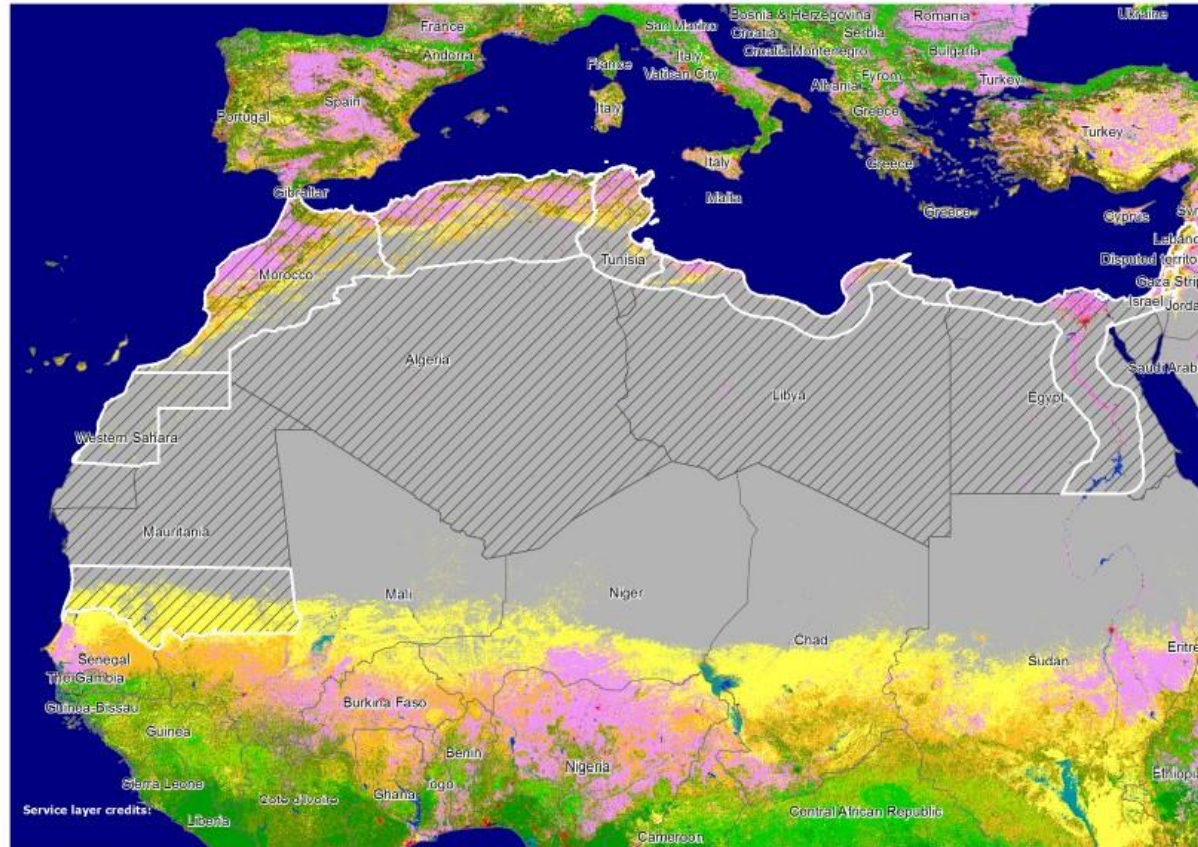 Bosnia & Herzegovina
Romania
Ukraine
France
San Marino
Croatia
Serbia
Andorra
Italy
Croatia
Montenegro
Bulgaria
France
Vatican City
Fyrom
Turkey
Albania
Spain
Italy
Portugal
Greece
Turkey
Italy
Greece
Gibraltar
Malta
Greece
Cyprus
Lebano
Disputed territo
Tunisia
Morocco
Gaza Strip
Israel
Jorda
Algeria
Saudi Arab
Libya
Egypt
Western Sahara
Mauritania
Mali
Niger
Chad
Sudan
Eritre
Senegal
The Gambia
Burkina Faso
Guinea-Bissau
Guinea
Benin
Nigeria
Ethiopia
Sierra Leone
Togo
Ghana
Cote d'Ivoire
Central African Republic
Service layer credits:
Liberia
Cameroon